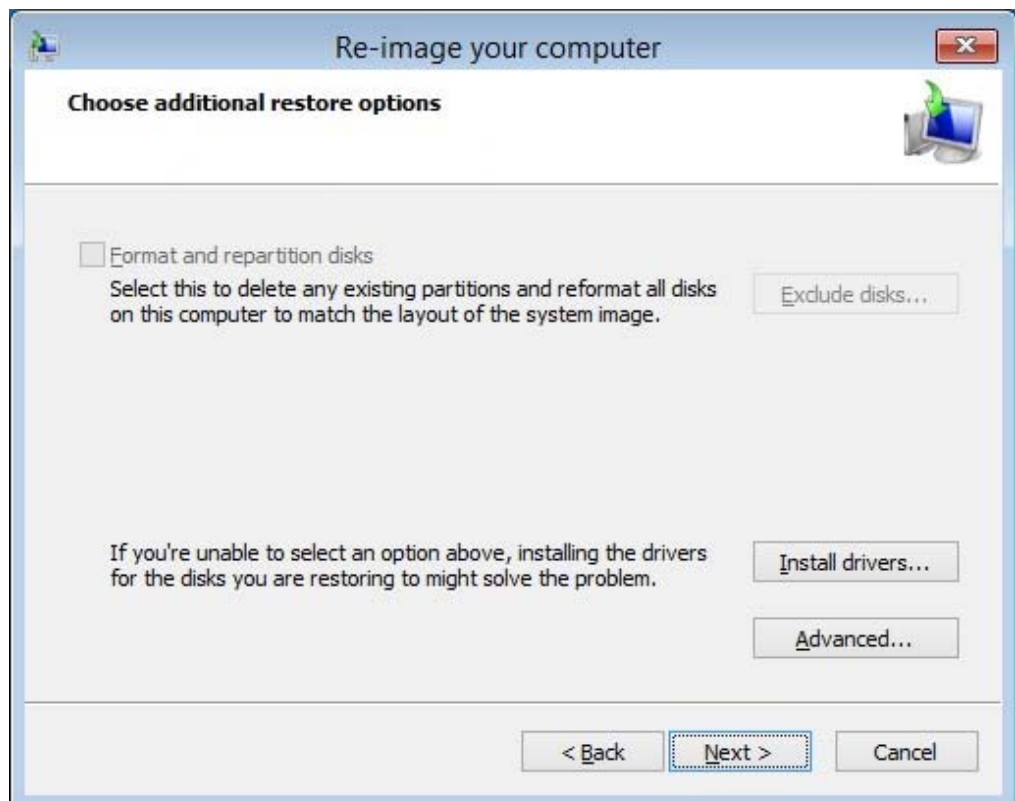 Re-image your computer
Choose additional restore options
Format and repartition disks
Select this to delete any existing partitions and reformat all disks
on this computer to match the layout of the system image.
Exclude disks...
If you're unable to select an option above, installing the drivers
for the disks you are restoring to might solve the problem.
Install drivers...
Advanced...
< Back
Next >
Cancel